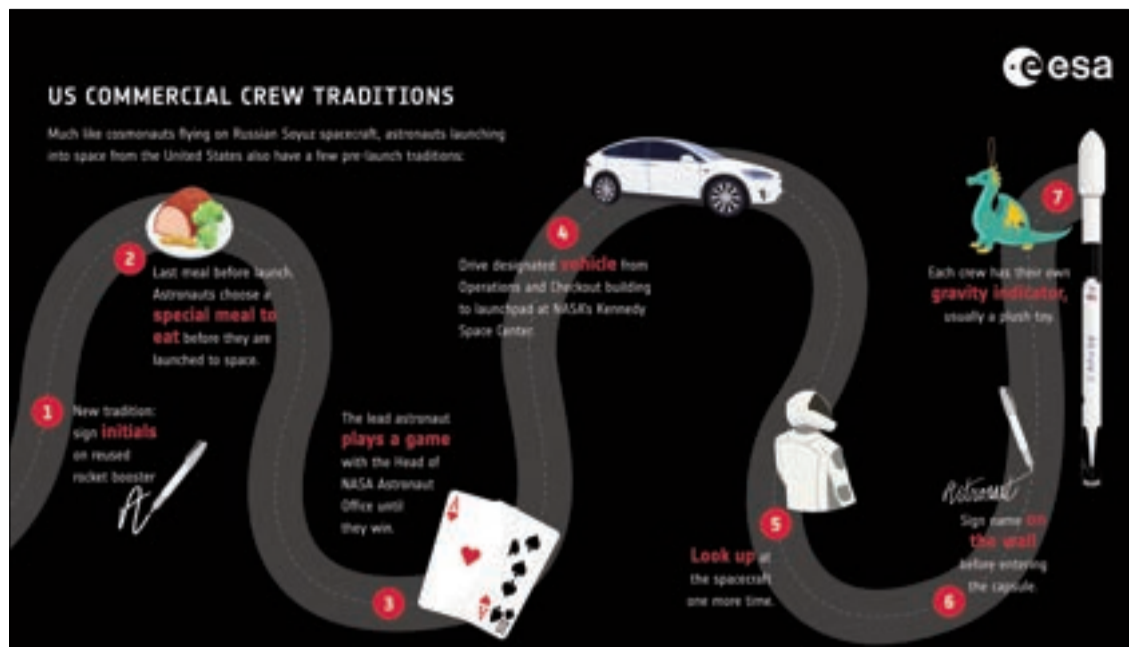 esa
US COMMERCIAL CREW TRADITIONS
Much like cosmonauts flying on Russian Soyuz spacecraft, astronauts launching
into space from the United States also have a few pre-launch traditions:
1
New tradition:
sign initials
on reused
rocket booster
2
Last meal before launch.
Astronauts choose a
special meal to
eat before they are
launched to space.
3
The lead astronaut
plays a game
with the Head of
NASA Astronaut
Office until
they win.
A
A
4
Drive designated vehicle from
Operations and Checkout building
to launchpad at NASA's Kennedy
Space Center.
5
Look up at
the spacecraft
one more time.
6
Sign name on
the wall
before entering
the capsule.
7
Each crew has their own
gravity indicator,
usually a plush toy.